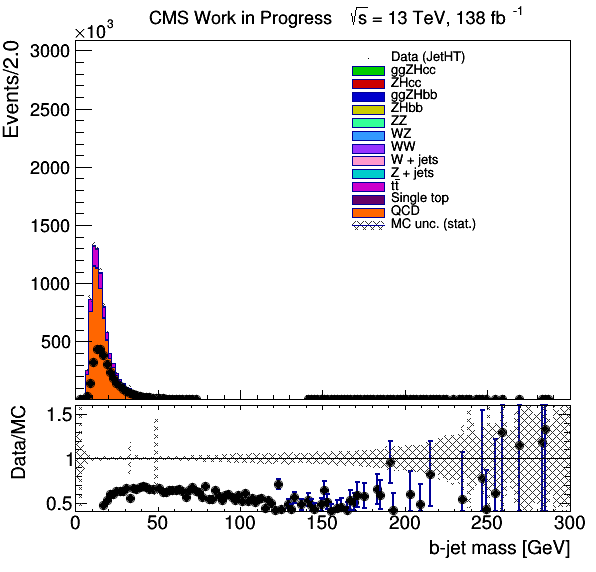 CMS Work in Progress √s = 13 TeV, 138 fb -1
×10³
Events/2.0
3000
2500
2000
1500
1000
500
Data (JetHT)
ggZHcc
ZHcc
ggZHbb
ZHbb
ZZ
WZ
WW
W + jets
Z + jets
tt̄
Single top
QCD
MC unc. (stat.)
Data/MC
1.5
1
0.5
0 50 100 150 200 250 300
b-jet mass [GeV]